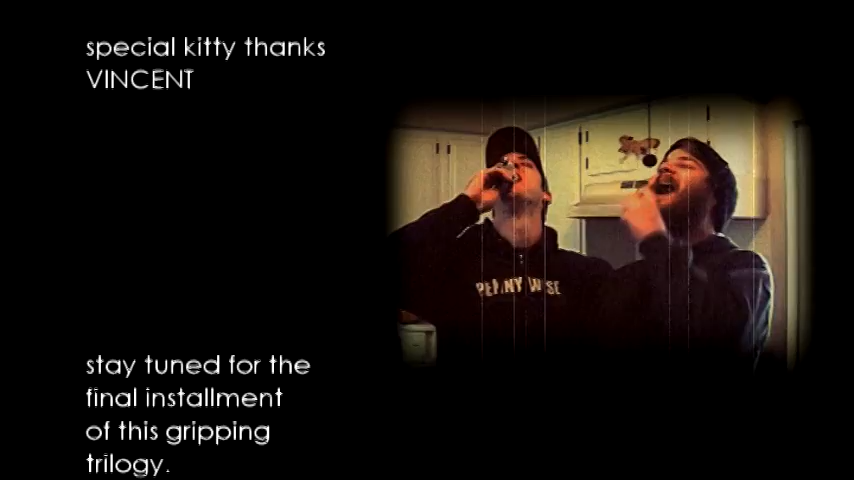 special kitty thanks
VINCENT
PENNYWISE
stay tuned for the
final installment
of this gripping
trilogy.